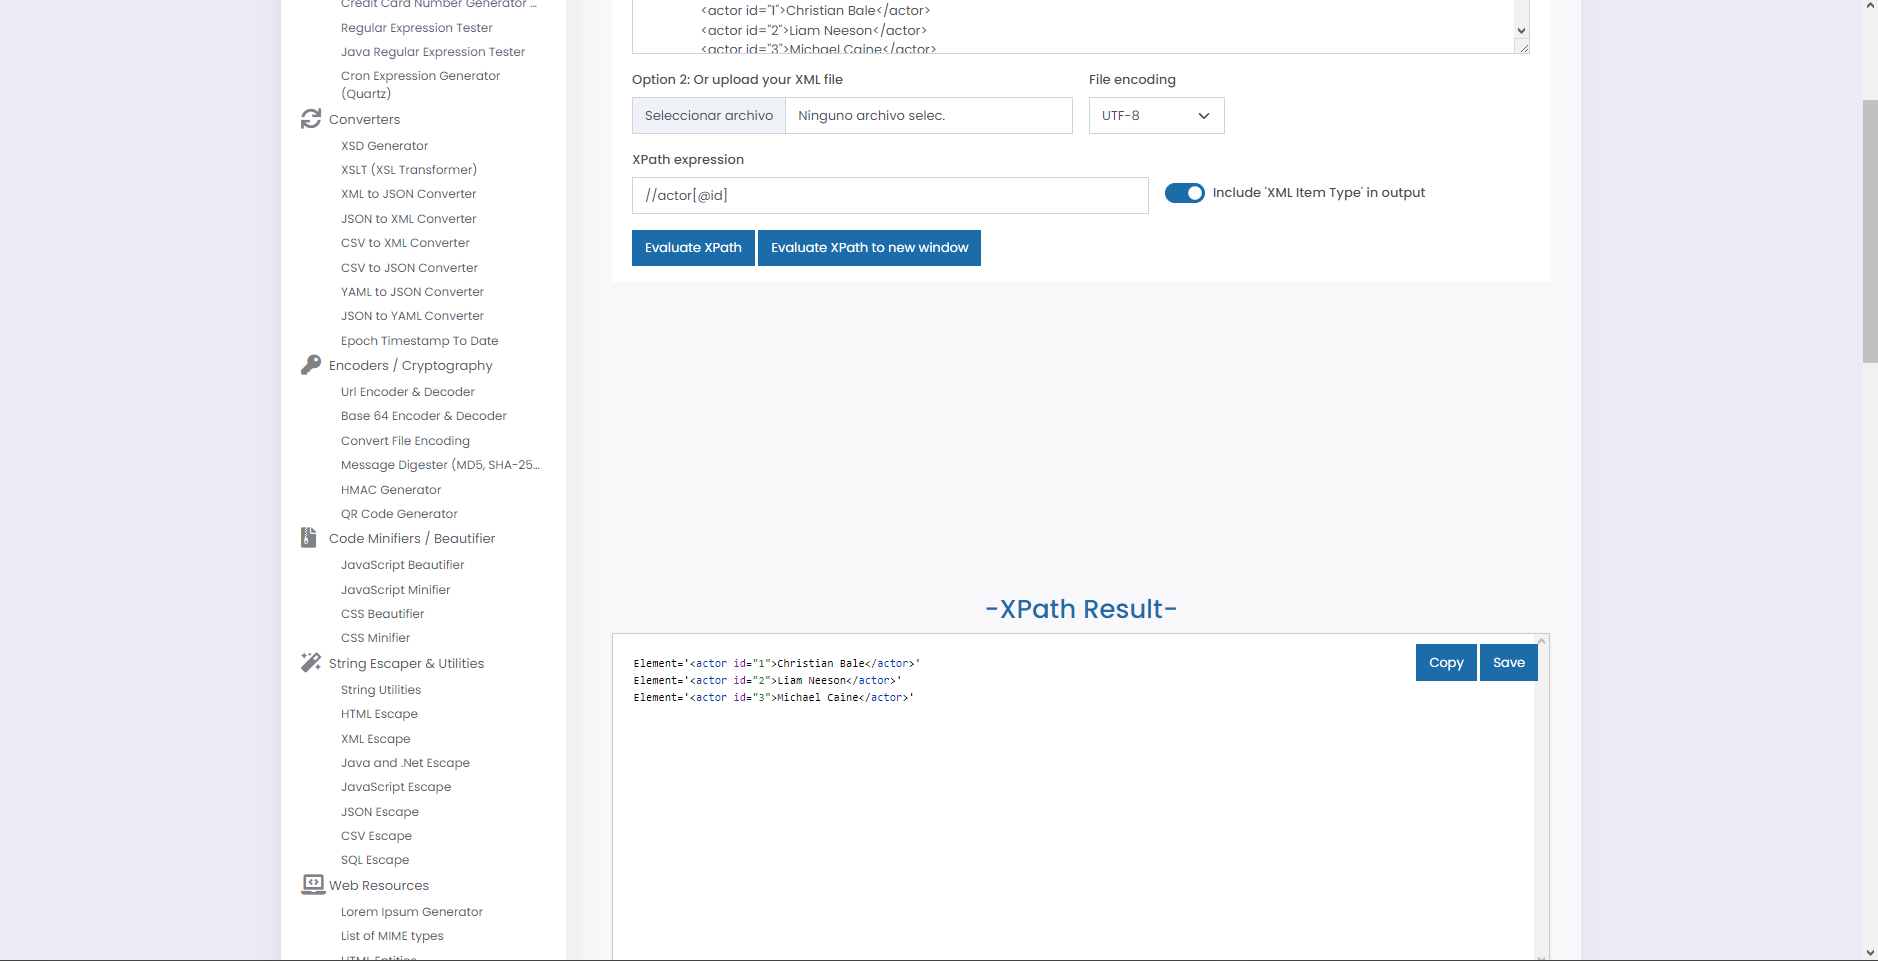 Credit Card Number Generator ...
Regular Expression Tester
Java Regular Expression Tester
Cron Expression Generator
(Quartz)
Converters
XSD Generator
XSLT (XSL Transformer)
XML to JSON Converter
JSON to XML Converter
CSV to XML Converter
CSV to JSON Converter
YAML to JSON Converter
JSON to YAML Converter
Epoch Timestamp To Date
Encoders / Cryptography
Url Encoder & Decoder
Base 64 Encoder & Decoder
Convert File Encoding
Message Digester (MD5, SHA-25...
HMAC Generator
QR Code Generator
Code Minifiers / Beautifier
JavaScript Beautifier
JavaScript Minifier
CSS Beautifier
CSS Minifier
String Escaper & Utilities
String Utilities
HTML Escape
XML Escape
Java and .Net Escape
JavaScript Escape
JSON Escape
CSV Escape
SQL Escape
Web Resources
Lorem Ipsum Generator
List of MIME types
HTML Entities
<actor id="1">Christian Bale</actor>
<actor id="2">Liam Neeson</actor>
<actor id="3">Michael Caine</actor>
Option 2: Or upload your XML file
File encoding
Seleccionar archivo
Ninguno archivo selec.
UTF-8
XPath expression
//actor[@id]
Include 'XML Item Type' in output
Evaluate XPath
Evaluate XPath to new window
-XPath Result-
Copy
Save
Element='<actor id="1">Christian Bale</actor>'
Element='<actor id="2">Liam Neeson</actor>'
Element='<actor id="3">Michael Caine</actor>'